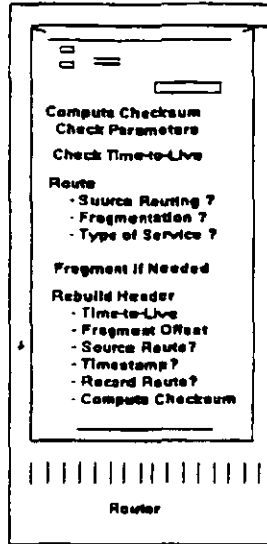 Compute Checksum
Check Parameters
Check Time-to-Live
Route
- Source Routing ?
- Fragmentation ?
- Type of Service ?
Fragment if Needed
Rebuild Header
- Time-to-Live
- Fragment Offset
- Source Route?
- Timestamp?
- Record Route?
- Compute Checksum
Router